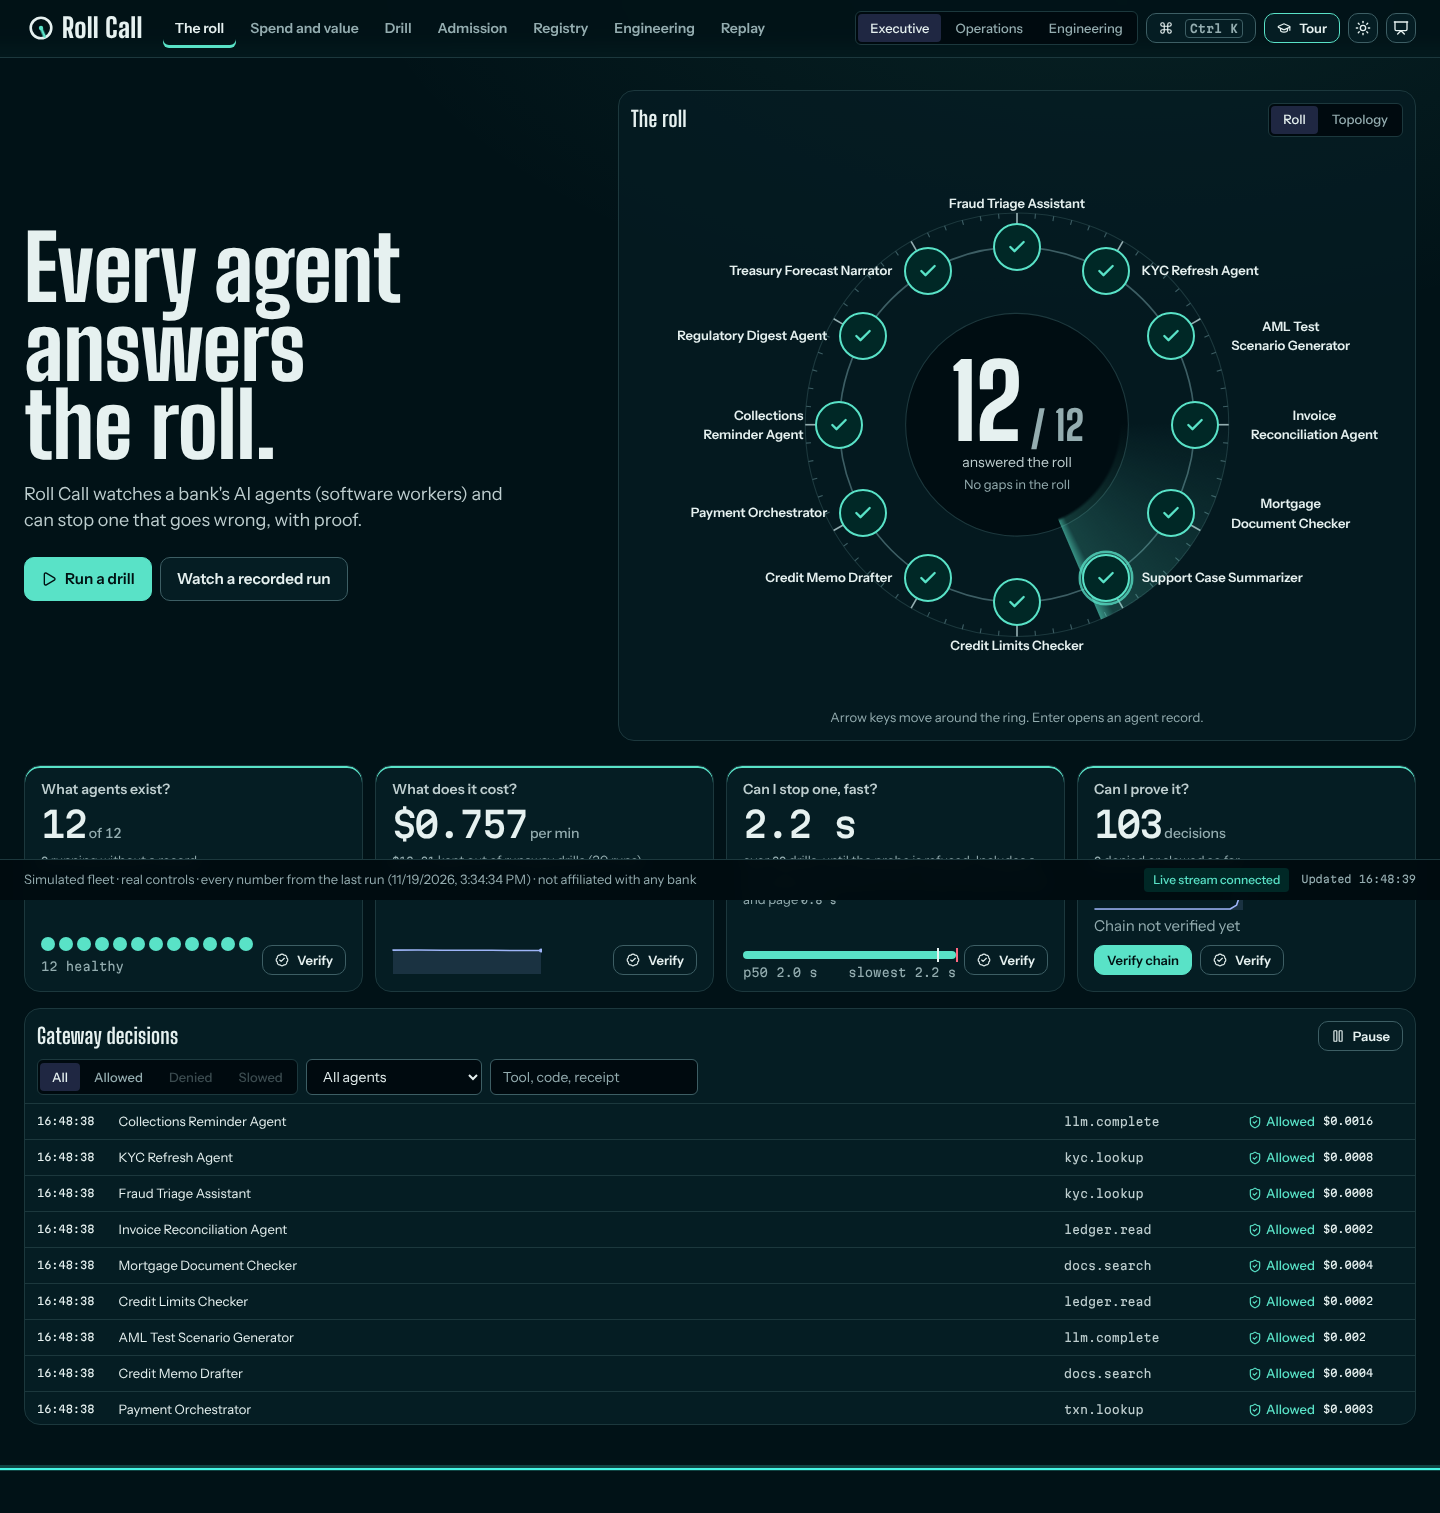 Roll Call
The roll
Spend and value
Drill
Admission
Registry
Engineering
Replay
Executive
Operations
Engineering
⌘ Ctrl K
Tour
Every agent
answers
the roll.
Roll Call watches a bank's AI agents (software workers) and
can stop one that goes wrong, with proof.
Run a drill
Watch a recorded run
The roll
Roll
Topology
Fraud Triage Assistant
Treasury Forecast Narrator
KYC Refresh Agent
Regulatory Digest Agent
AML Test
Scenario Generator
Collections
Reminder Agent
Invoice
Reconciliation Agent
12 / 12
answered the roll
No gaps in the roll
Payment Orchestrator
Mortgage
Document Checker
Credit Memo Drafter
Support Case Summarizer
Credit Limits Checker
Arrow keys move around the ring. Enter opens an agent record.
What agents exist?
12 of 12
12 healthy
Verify
What does it cost?
$0.757 per min
Verify
Can I stop one, fast?
2.2 s
and page 0.8 s
p50 2.0 s
slowest 2.2 s
Verify
Can I prove it?
103 decisions
Chain not verified yet
Verify chain
Verify
Simulated fleet · real controls · every number from the last run (11/19/2026, 3:34:34 PM) · not affiliated with any bank
Live stream connected
Updated 16:48:39
Gateway decisions
Pause
All
Allowed
Denied
Slowed
All agents
Tool, code, receipt
16:48:38 Collections Reminder Agent llm.complete Allowed $0.0016
16:48:38 KYC Refresh Agent kyc.lookup Allowed $0.0008
16:48:38 Fraud Triage Assistant kyc.lookup Allowed $0.0008
16:48:38 Invoice Reconciliation Agent ledger.read Allowed $0.0002
16:48:38 Mortgage Document Checker docs.search Allowed $0.0004
16:48:38 Credit Limits Checker ledger.read Allowed $0.0002
16:48:38 AML Test Scenario Generator llm.complete Allowed $0.002
16:48:38 Credit Memo Drafter docs.search Allowed $0.0004
16:48:38 Payment Orchestrator txn.lookup Allowed $0.0003